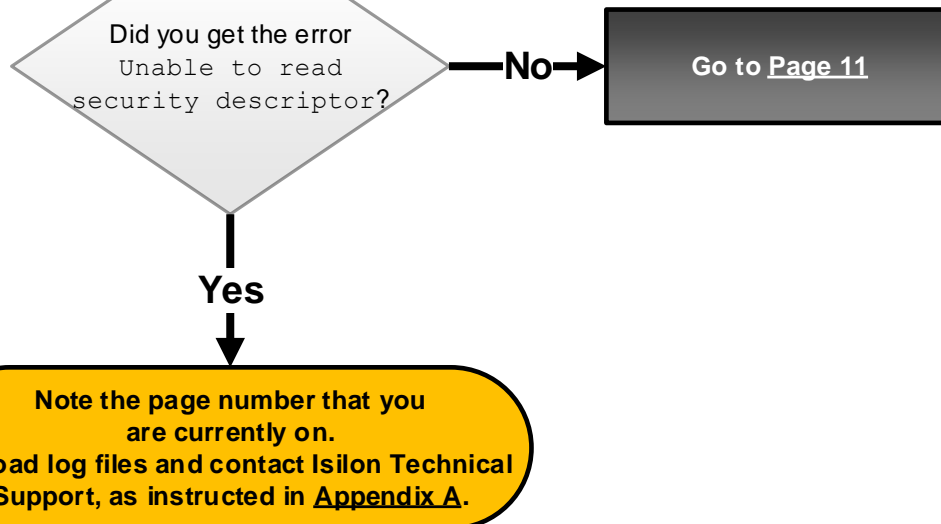 Did you get the error
Unable to read
security descriptor?
No
Go to Page 11
Yes
Note the page number that you
are currently on.
log files and contact Isilon Technical
Support, as instructed in Appendix A.